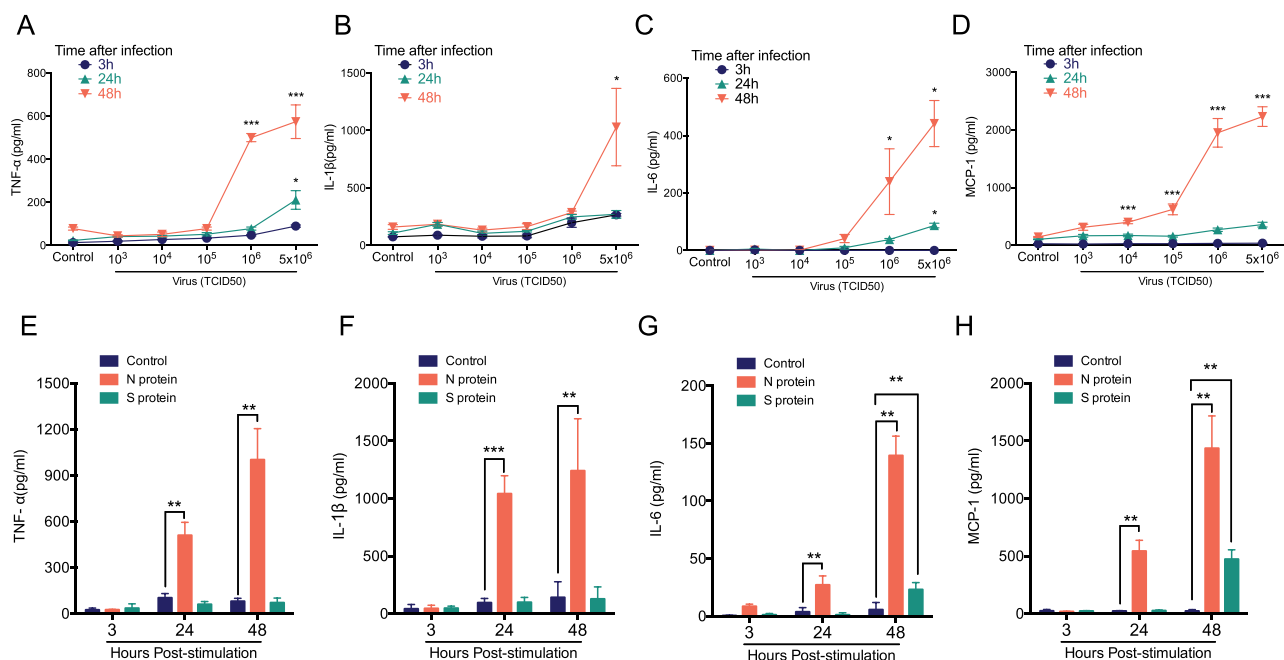 A
Time after infection
3h
24h
48h
TNF-α (pg/ml)
800
600
400
200
0
***
***
*
Control
10³
10⁴
10⁵
10⁶
5x10⁶
Virus (TCID50)
B
Time after infection
3h
24h
48h
IL-1β(pg/ml)
1500
1000
500
0
*
Control
10³
10⁴
10⁵
10⁶
5x10⁶
Virus (TCID50)
C
Time after infection
3h
24h
48h
IL-6 (pg/ml)
600
400
200
0
*
*
*
Control
10³
10⁴
10⁵
10⁶
5x10⁶
Virus (TCID50)
D
Time after infection
3h
24h
48h
MCP-1 (pg/ml)
3000
2000
1000
0
***
***
***
***
Control
10³
10⁴
10⁵
10⁶
5x10⁶
Virus (TCID50)
E
Control
N protein
S protein
TNF- α(pg/ml)
1500
1200
900
600
300
0
**
**
3
24
48
Hours Post-stimulation
F
Control
N protein
S protein
IL-1β (pg/ml)
2000
1500
1000
500
0
***
**
3
24
48
Hours Post-stimulation
G
Control
N protein
S protein
IL-6 (pg/ml)
200
150
100
50
0
**
**
**
3
24
48
Hours Post-stimulation
H
Control
N protein
S protein
MCP-1 (pg/ml)
2000
1500
1000
500
0
**
**
**
3
24
48
Hours Post-stimulation